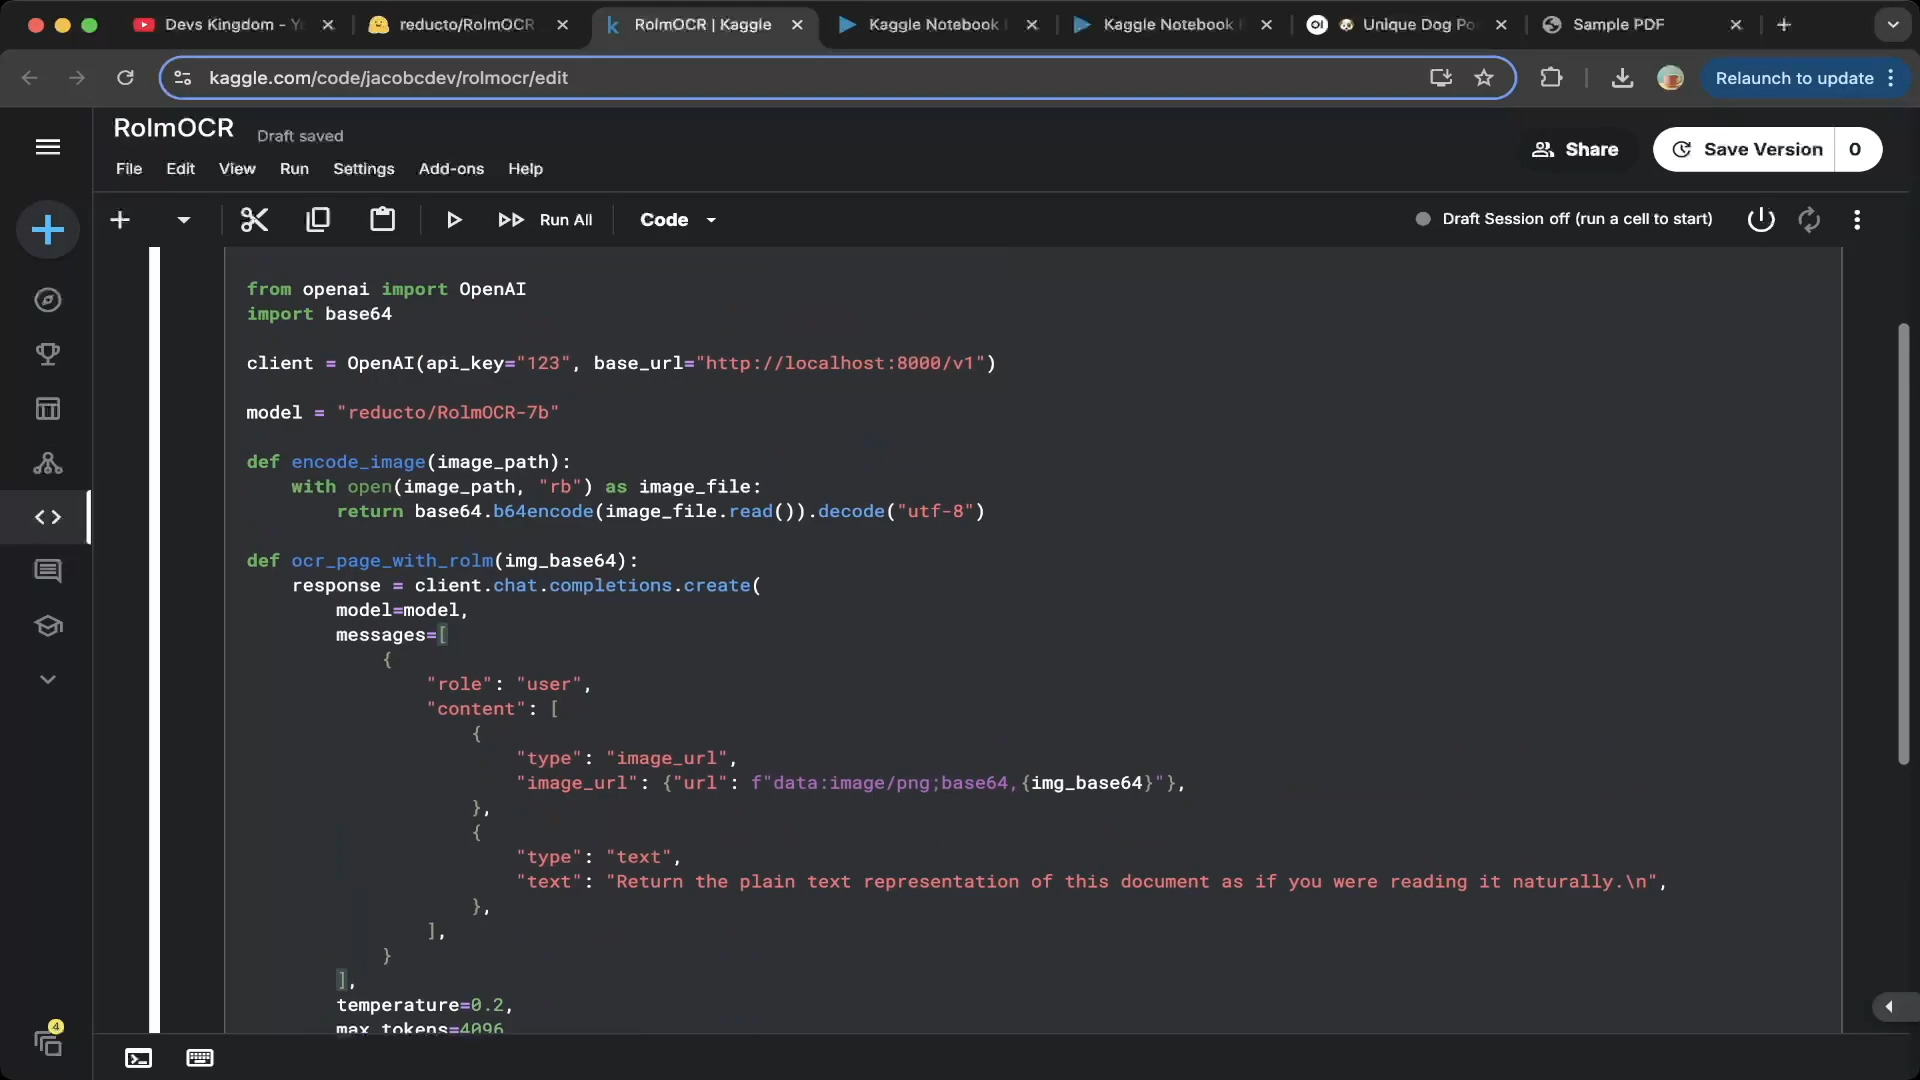 Devs Kingdom - Y
reducto/RolmOCR
RolmOCR | Kaggle
Kaggle Notebook
Kaggle Notebook
Unique Dog Po
Sample PDF
kaggle.com/code/jacobcdev/rolmocr/edit
Relaunch to update
RolmOCR
Draft saved
File
Edit
View
Run
Settings
Add-ons
Help
Share
Save Version
0
Run All
Code
Draft Session off (run a cell to start)
from openai import OpenAI
import base64
client = OpenAI(api_key="123", base_url="http://localhost:8000/v1")
model = "reducto/RolmOCR-7b"
def encode_image(image_path):
    with open(image_path, "rb") as image_file:
        return base64.b64encode(image_file.read()).decode("utf-8")
def ocr_page_with_rolm(img_base64):
    response = client.chat.completions.create(
        model=model,
        messages=[
            {
                "role": "user",
                "content": [
                    {
                        "type": "image_url",
                        "image_url": {"url": f"data:image/png;base64,{img_base64}"},
                    },
                    {
                        "type": "text",
                        "text": "Return the plain text representation of this document as if you were reading it naturally.\n",
                    },
                ],
            }
        ],
        temperature=0.2,
        max_tokens=4096
4